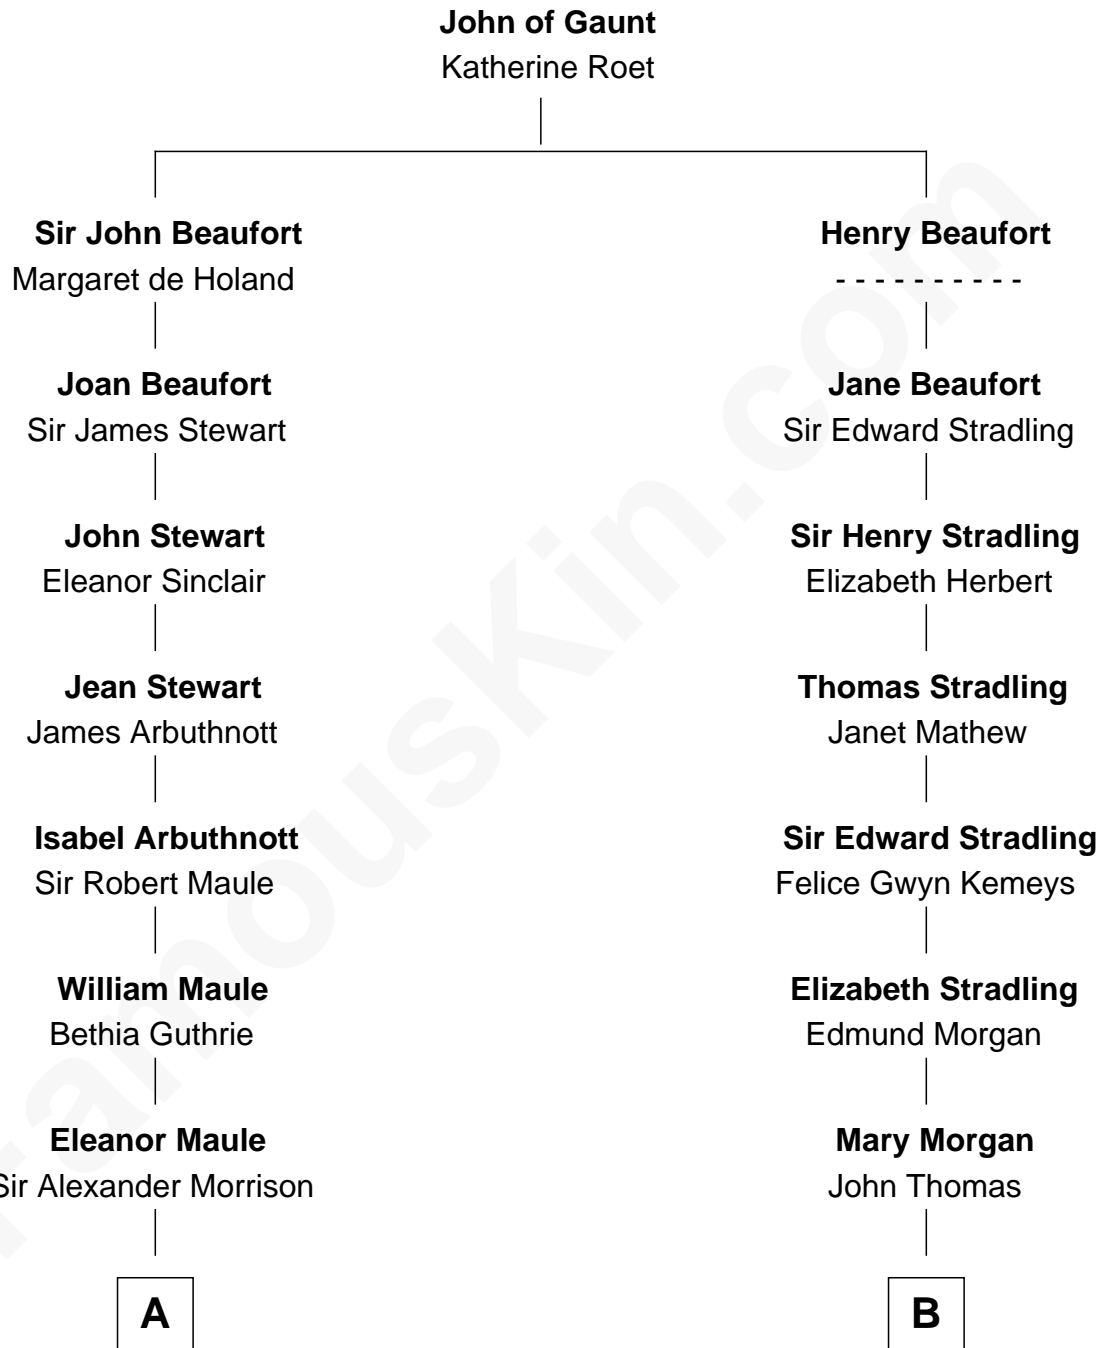 John of Gaunt
Katherine Roet
Sir John Beaufort
Margaret de Holand
Henry Beaufort
- - - - - - - - - -
Joan Beaufort
Sir James Stewart
Jane Beaufort
Sir Edward Stradling
John Stewart
Eleanor Sinclair
Sir Henry Stradling
Elizabeth Herbert
Jean Stewart
James Arbuthnott
Thomas Stradling
Janet Mathew
Isabel Arbuthnott
Sir Robert Maule
Sir Edward Stradling
Felice Gwyn Kemeys
William Maule
Bethia Guthrie
Elizabeth Stradling
Edmund Morgan
Eleanor Maule
Sir Alexander Morrison
Mary Morgan
John Thomas
A
B
FamousKin.com